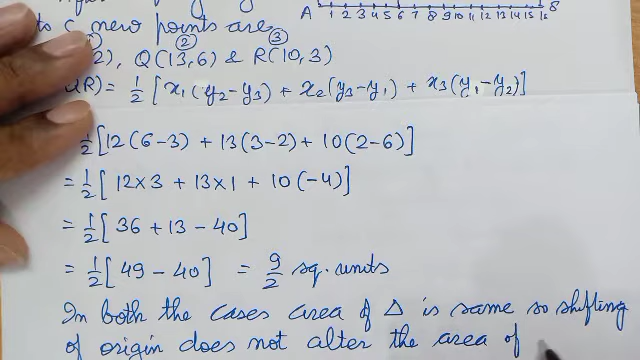 A 1 2 3 4 5 6 7 8 9 10 11 12 13 14 15 16 B
to C new points are
② ③
2), Q(13,6) & R(10,3)
QR) = 1/2 [x₁(y₂-y₃) + x₂(y₃-y₁) + x₃(y₁-y₂)]
1/2 [12(6-3) + 13(3-2) + 10(2-6)]
= 1/2 [12×3 + 13×1 + 10(-4)]
= 1/2 [36 + 13 - 40]
= 1/2 [49 - 40] = 9/2 sq. units
In both the cases area of Δ is same so shifting
of origin does not alter the area of